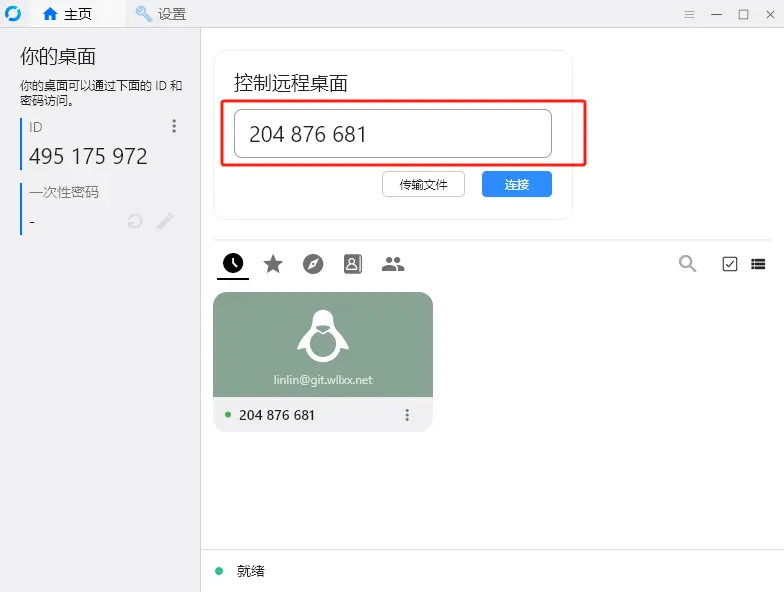 主页
设置
你的桌面
你的桌面可以通过下面的 ID 和
密码访问。
ID
495 175 972
一次性密码
-
控制远程桌面
204 876 681
传输文件
连接
linlin@git.wllxx.net
204 876 681
就绪